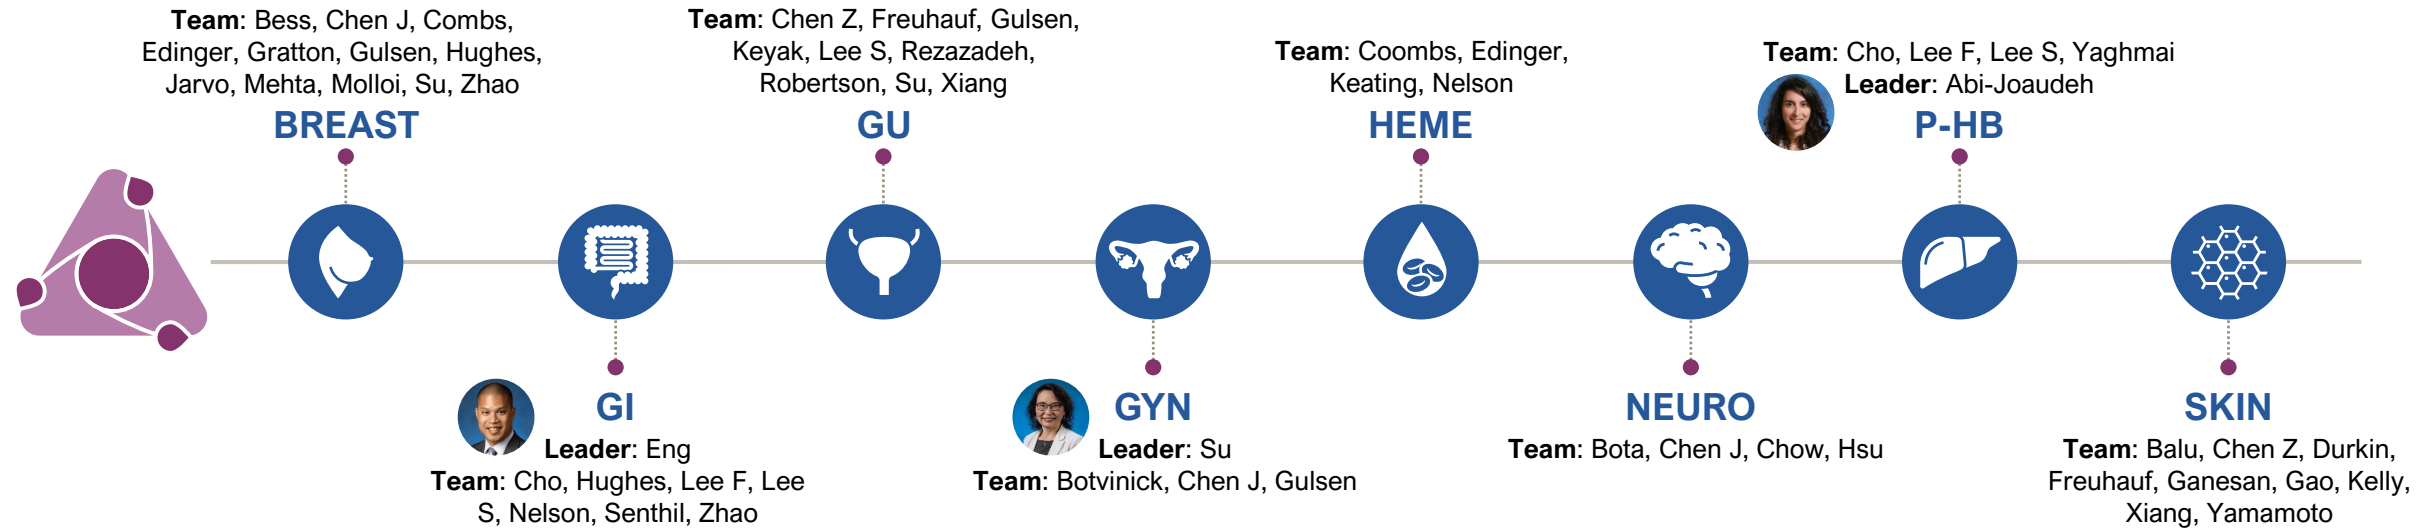 Team: Bess, Chen J, Combs,
Edinger, Gratton, Gulsen, Hughes,
Jarvo, Mehta, Molloi, Su, Zhao
BREAST
Team: Chen Z, Freuhauf, Gulsen,
Keyak, Lee S, Rezazadeh,
Robertson, Su, Xiang
GU
Team: Coombs, Edinger,
Keating, Nelson
HEME
Team: Cho, Lee F, Lee S, Yaghmai
Leader: Abi-Joaudeh
P-HB
GI
Leader: Eng
Team: Cho, Hughes, Lee F, Lee
S, Nelson, Senthil, Zhao
GYN
Leader: Su
Team: Botvinick, Chen J, Gulsen
NEURO
Team: Bota, Chen J, Chow, Hsu
SKIN
Team: Balu, Chen Z, Durkin,
Freuhauf, Ganesan, Gao, Kelly,
Xiang, Yamamoto